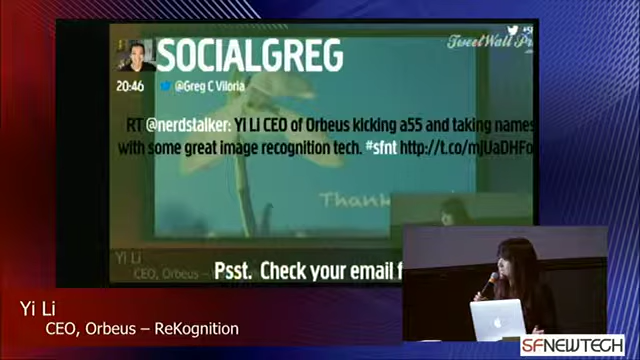 SOCIALGREG
TweetWall Pr
20:46 @Greg C Viloria
RT @nerdstalker: YI LI CEO of Orbeus kicking a55 and taking names
with some great image recognition tech. #sfnt http://t.co/mjUaDHFo
Thank
Yi Li
CEO, Orbeus –
Psst. Check your email f
Yi Li
CEO, Orbeus – ReKognition
SFNEWTECH